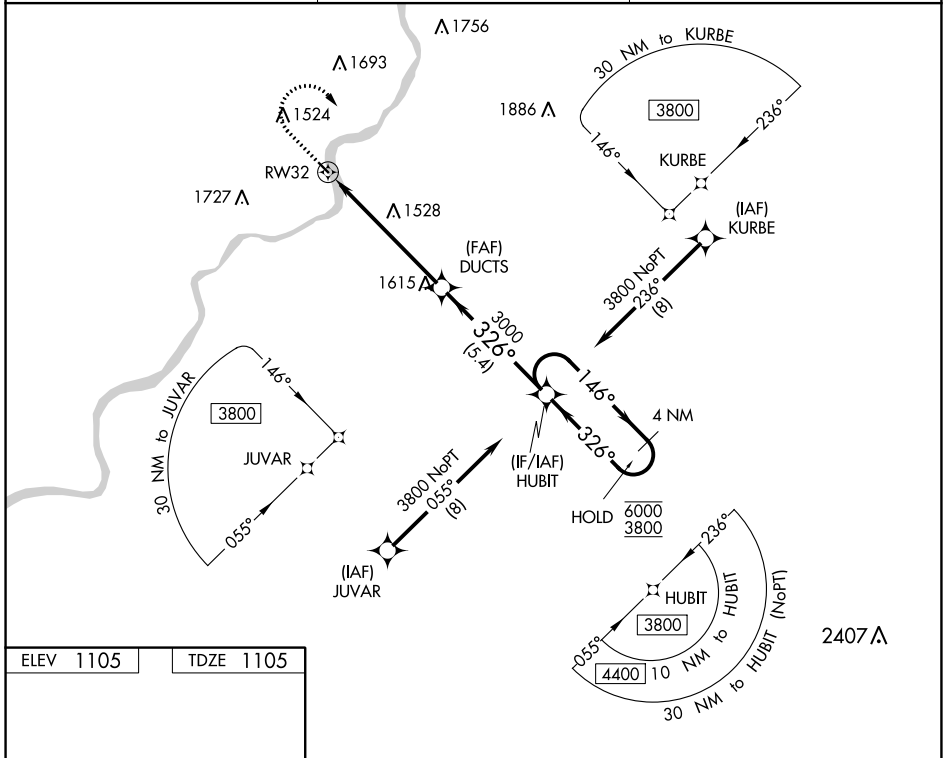 1756
1693
1524
RW32
1727
1528
(FAF)
DUCTS
1615
1886
30 NM to KURBE
3800
146°
236°
KURBE
(IAF)
KURBE
3800 NoPT
236°
(8)
3000
326°
(5.4)
146°
4 NM
326°
(IF/IAF)
HUBIT
HOLD
6000
3800
30 NM to JUVAR
146°
3800
JUVAR
055°
3800 NoPT
055°
(8)
(IAF)
JUVAR
236°
HUBIT
3800
055°
4400
10 NM to HUBIT
30 NM to HUBIT (NoPT)
2407
ELEV 1105
TDZE 1105